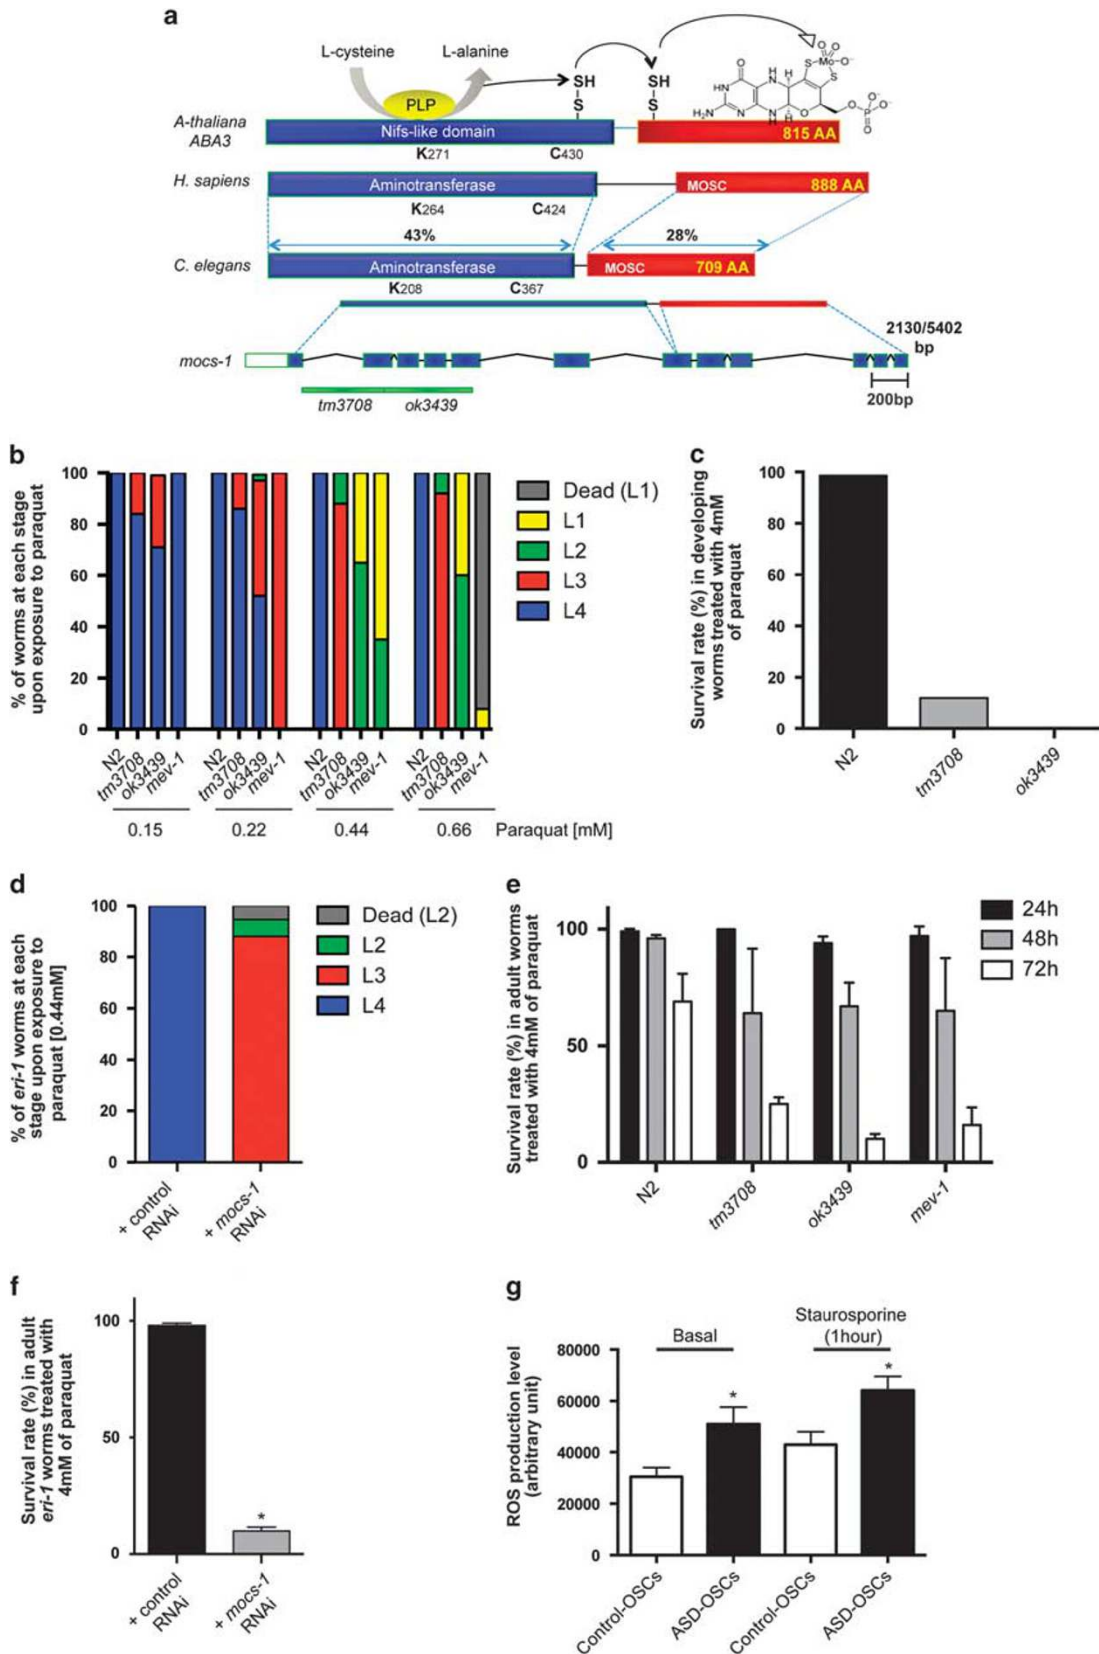 a
L-cysteine
L-alanine
SH
SH
S
S
PLP
A-thaliana
ABA3
Nifs-like domain
815 AA
K271
C430
H. sapiens
Aminotransferase
MOSC
888 AA
K264
C424
43%
28%
C. elegans
Aminotransferase
MOSC
709 AA
K208
C367
2130/5402
bp
mocs-1
200bp
tm3708
ok3439
b
% of worms at each stage
upon exposure to paraquat
100
80
60
40
20
0
N2
tm3708
ok3439
mev-1
N2
tm3708
ok3439
mev-1
N2
tm3708
ok3439
mev-1
N2
tm3708
ok3439
mev-1
0.15
0.22
0.44
0.66
Paraquat [mM]
Dead (L1)
L1
L2
L3
L4
c
Survival rate (%) in developing
worms treated with 4mM
of paraquat
100
80
60
40
20
0
N2
tm3708
ok3439
d
% of eri-1 worms at each
stage upon exposure to
paraquat [0.44mM]
100
80
60
40
20
0
+ control
RNAi
+ mocs-1
RNAi
Dead (L2)
L2
L3
L4
e
Survival rate (%) in adult worms
treated with 4mM of paraquat
100
50
0
N2
tm3708
ok3439
mev-1
24h
48h
72h
f
Survival rate (%) in adult
eri-1 worms treated with
4mM of paraquat
100
50
0
*
+ control
RNAi
+ mocs-1
RNAi
g
ROS production level
(arbitrary unit)
80000
60000
40000
20000
0
Basal
Staurosporine
(1hour)
*
*
Control-OSCs
ASD-OSCs
Control-OSCs
ASD-OSCs